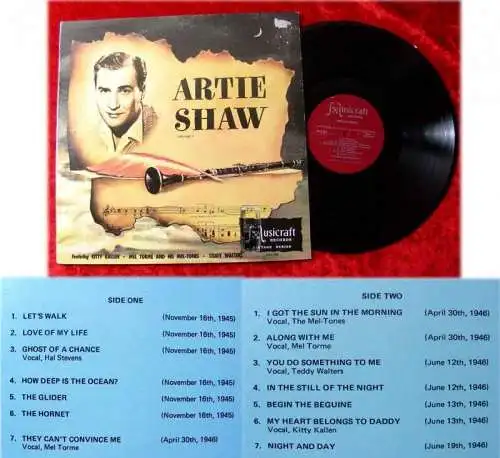 ARTIE
SHAW
Musicraft
RECORDS
Featuring KITTY KALLEN • MEL TORME AND HIS MEL-TONES • TEDDY WALTERS
Musicraft
SIDE ONE
1. LET'S WALK (November 16th, 1945)
2. LOVE OF MY LIFE (November 16th, 1945)
3. GHOST OF A CHANCE (November 16th, 1945)
Vocal, Hal Stevens
4. HOW DEEP IS THE OCEAN? (November 16th, 1945)
5. THE GLIDER (November 16th, 1945)
6. THE HORNET (November 16th, 1945)
7. THEY CAN'T CONVINCE ME (April 30th, 1946)
Vocal, Mel Torme
SIDE TWO
1. I GOT THE SUN IN THE MORNING (April 30th, 1946)
Vocal, The Mel-Tones
2. ALONG WITH ME (April 30th, 1946)
Vocal, Mel Torme
3. YOU DO SOMETHING TO ME (June 12th, 1946)
Vocal, Teddy Walters
4. IN THE STILL OF THE NIGHT (June 12th, 1946)
5. BEGIN THE BEGUINE (June 13th, 1946)
6. MY HEART BELONGS TO DADDY (June 13th, 1946)
Vocal, Kitty Kallen
7. NIGHT AND DAY (June 19th, 1946)